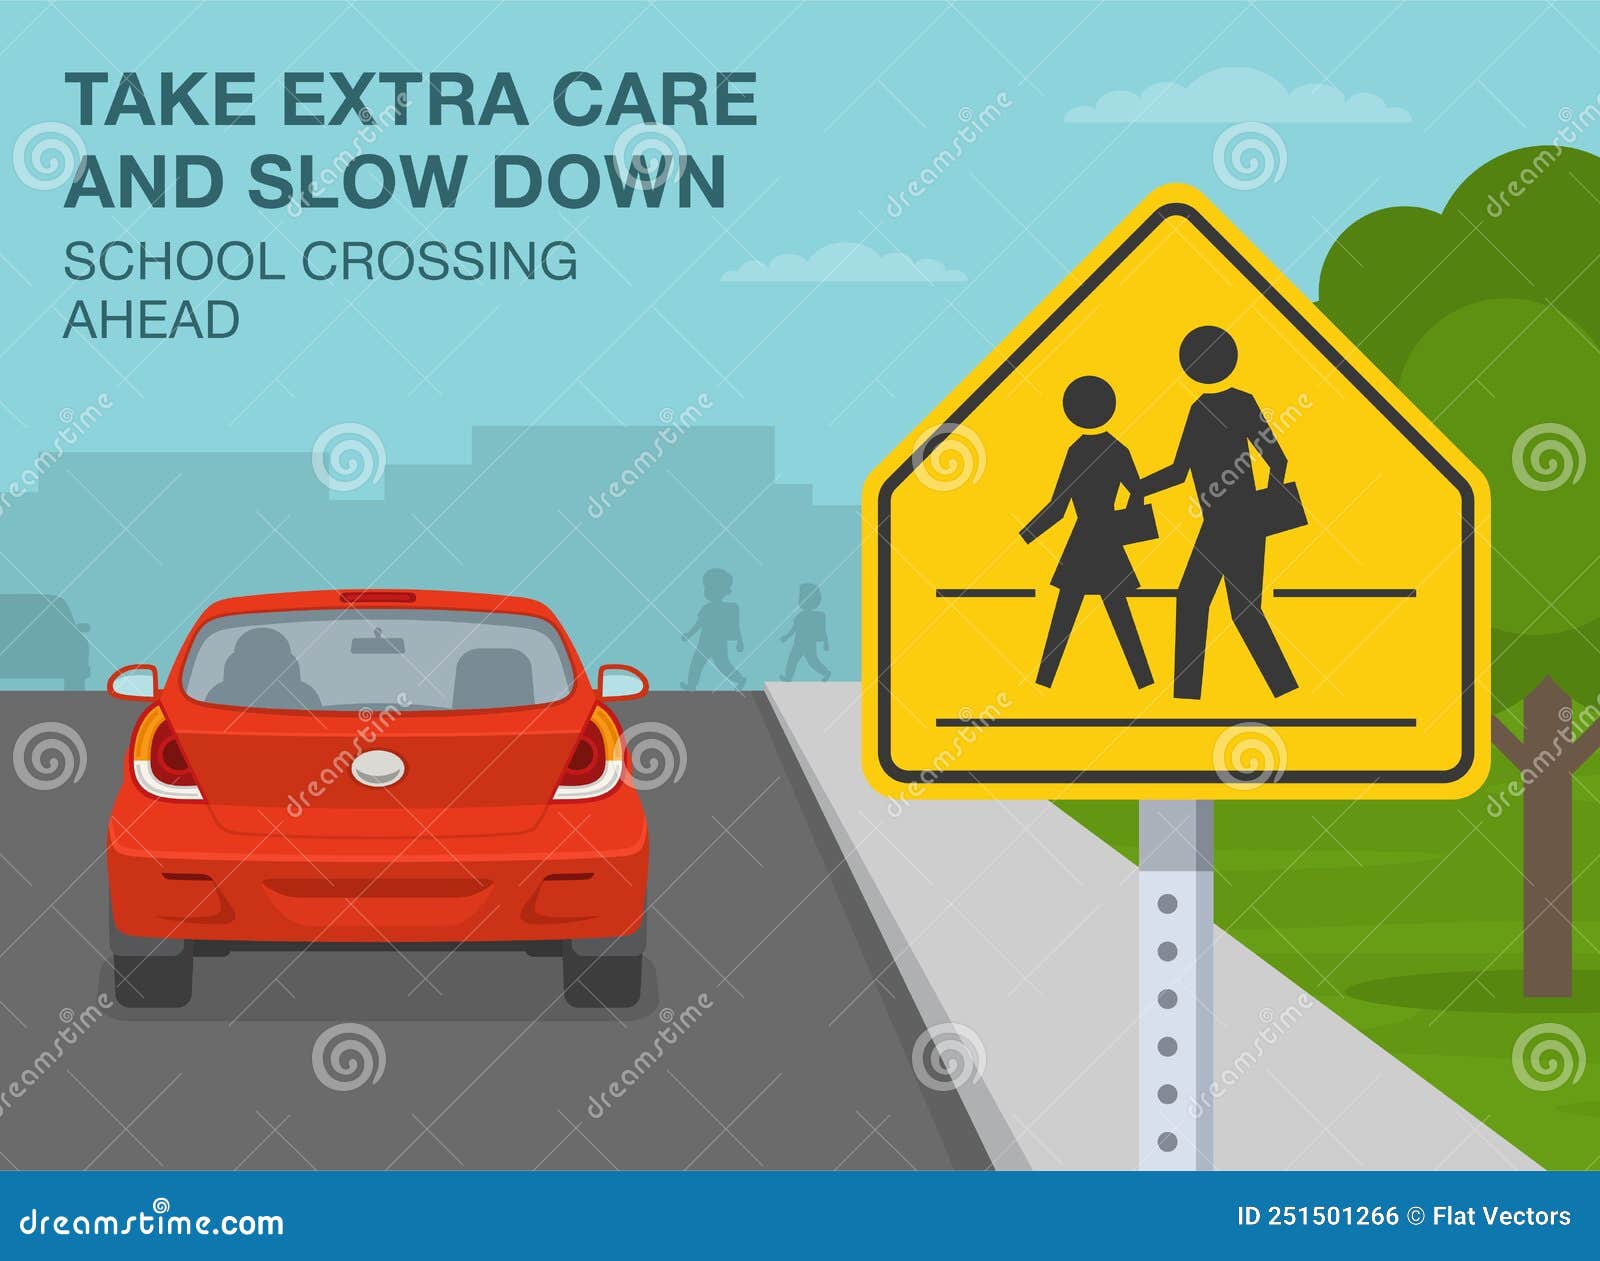 TAKE EXTRA CARE
AND SLOW DOWN
SCHOOL CROSSING
AHEAD
dreamstime.com
ID 251501266 © Flat Vectors